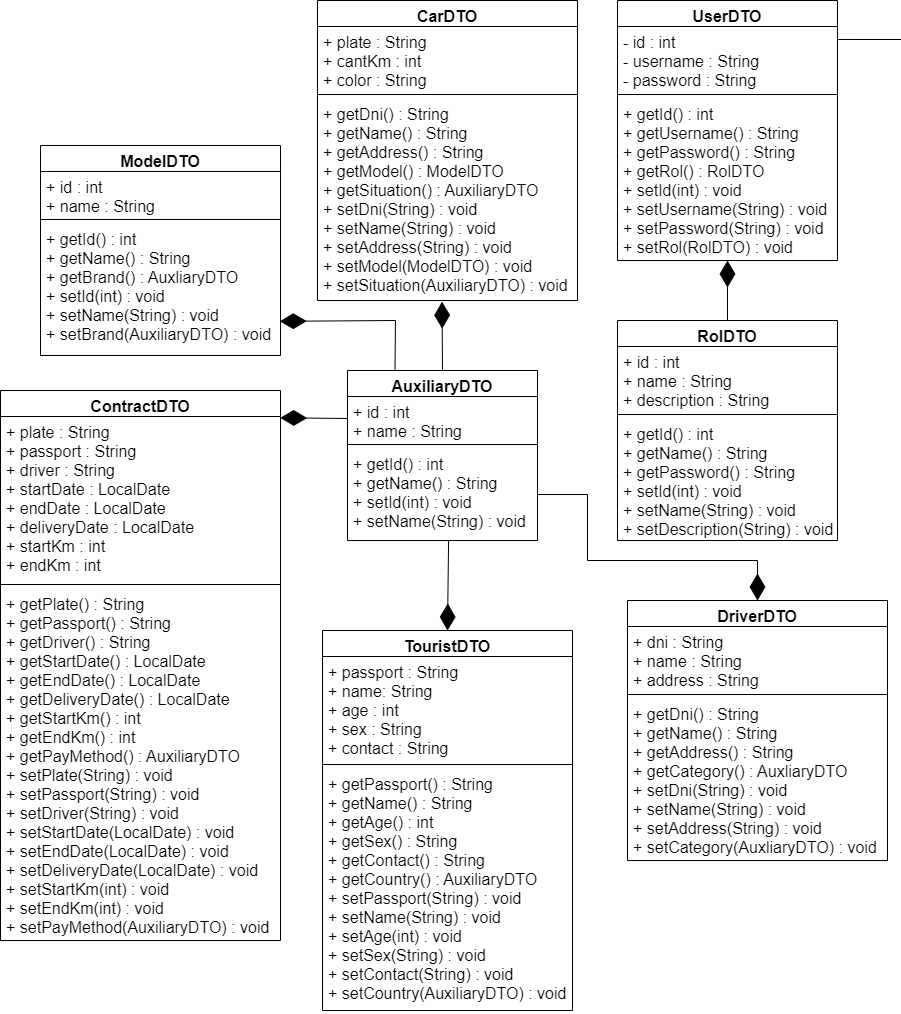 CarDTO
+ plate : String
+ cantKm : int
+ color : String
+ getDni() : String
+ getName() : String
+ getAddress() : String
+ getModel() : ModelDTO
+ getSituation() : AuxiliaryDTO
+ setDni(String) : void
+ setName(String) : void
+ setAddress(String) : void
+ setModel(ModelDTO) : void
+ setSituation(AuxiliaryDTO) : void
UserDTO
- id : int
- username : String
- password : String
+ getId() : int
+ getUsername() : String
+ getPassword() : String
+ getRol() : RolDTO
+ setId(int) : void
+ setUsername(String) : void
+ setPassword(String) : void
+ setRol(RolDTO) : void
ModelDTO
+ id : int
+ name : String
+ getId() : int
+ getName() : String
+ getBrand() : AuxliaryDTO
+ setId(int) : void
+ setName(String) : void
+ setBrand(AuxiliaryDTO) : void
RolDTO
+ id : int
+ name : String
+ description : String
+ getId() : int
+ getName() : String
+ getPassword() : String
+ setId(int) : void
+ setName(String) : void
+ setDescription(String) : void
AuxiliaryDTO
+ id : int
+ name : String
+ getId() : int
+ getName() : String
+ setId(int) : void
+ setName(String) : void
ContractDTO
+ plate : String
+ passport : String
+ driver : String
+ startDate : LocalDate
+ endDate : LocalDate
+ deliveryDate : LocalDate
+ startKm : int
+ endKm : int
+ getPlate() : String
+ getPassport() : String
+ getDriver() : String
+ getStartDate() : LocalDate
+ getEndDate() : LocalDate
+ getDeliveryDate() : LocalDate
+ getStartKm() : int
+ getEndKm() : int
+ getPayMethod() : AuxiliaryDTO
+ setPlate(String) : void
+ setPassport(String) : void
+ setDriver(String) : void
+ setStartDate(LocalDate) : void
+ setEndDate(LocalDate) : void
+ setDeliveryDate(LocalDate) : void
+ setStartKm(int) : void
+ setEndKm(int) : void
+ setPayMethod(AuxiliaryDTO) : void
TouristDTO
+ passport : String
+ name: String
+ age : int
+ sex : String
+ contact : String
+ getPassport() : String
+ getName() : String
+ getAge() : int
+ getSex() : String
+ getContact() : String
+ getCountry() : AuxiliaryDTO
+ setPassport(String) : void
+ setName(String) : void
+ setAge(int) : void
+ setSex(String) : void
+ setContact(String) : void
+ setCountry(AuxiliaryDTO) : void
DriverDTO
+ dni : String
+ name : String
+ address : String
+ getDni() : String
+ getName() : String
+ getAddress() : String
+ getCategory() : AuxliaryDTO
+ setDni(String) : void
+ setName(String) : void
+ setAddress(String) : void
+ setCategory(AuxliaryDTO) : void